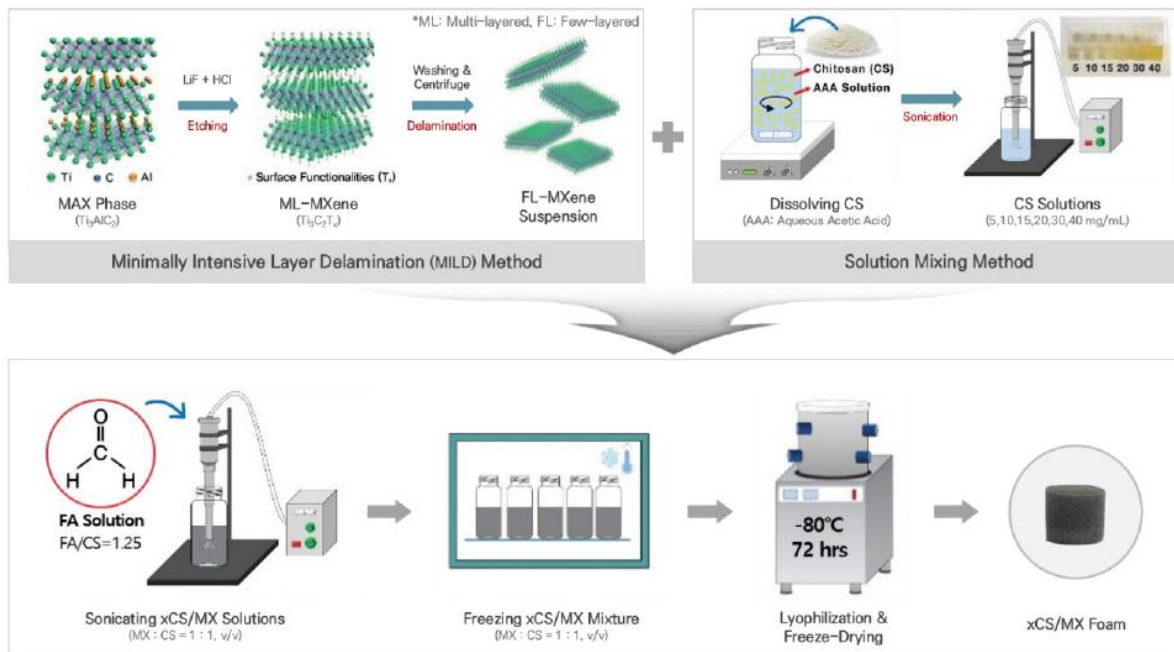 *ML: Multi-layered, FL: Few-layered
LiF + HCl
Etching
Washing &
Centrifuge
Delamination
Ti C Al
Surface Functionalities (Tₓ)
MAX Phase
(Ti₃AlC₂)
ML-MXene
(Ti₃C₂Tₓ)
FL-MXene
Suspension
Minimally Intensive Layer Delamination (MILD) Method
+
Chitosan (CS)
AAA Solution
Sonication
5 10 15 20 30 40
Dissolving CS
(AAA: Aqueous Acetic Acid)
CS Solutions
(5,10,15,20,30,40 mg/mL)
Solution Mixing Method
O
C
H H
FA Solution
FA/CS=1.25
Sonicating xCS/MX Solutions
(MX : CS = 1 : 1, v/v)
Freezing xCS/MX Mixture
(MX : CS = 1 : 1, v/v)
-80℃
72 hrs
Lyophilization &
Freeze-Drying
xCS/MX Foam